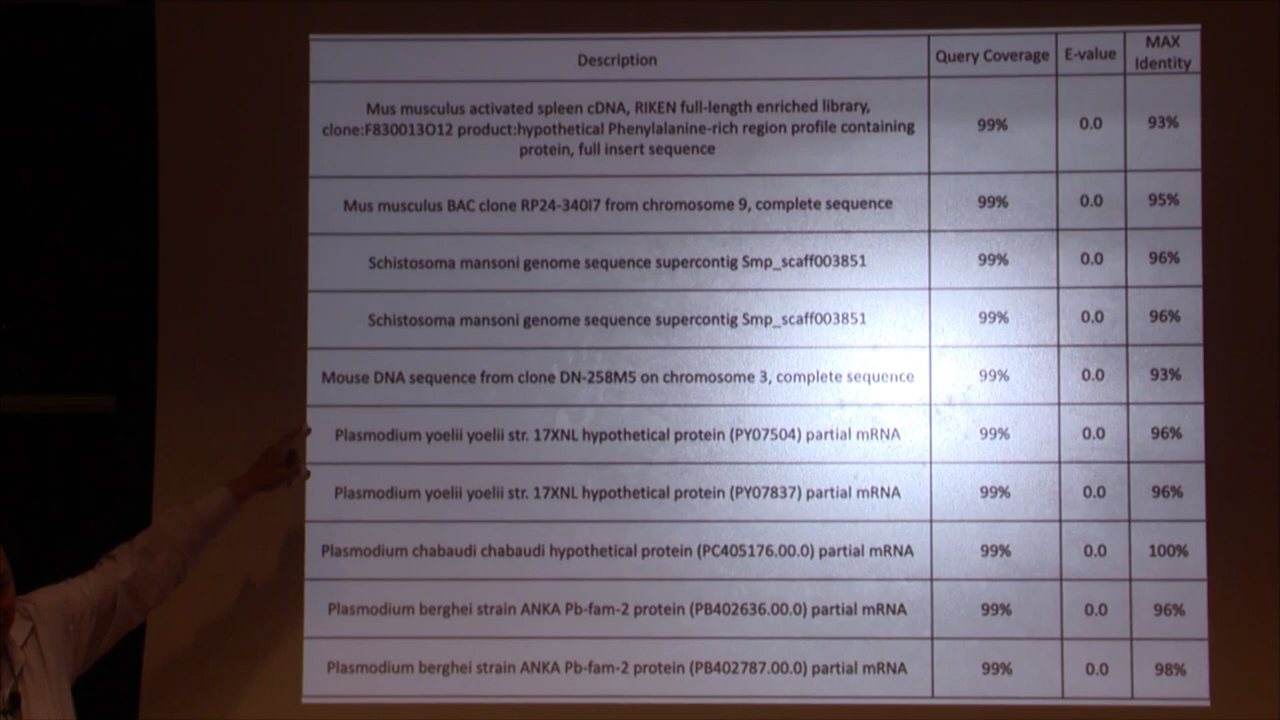 Description Query Coverage E-value MAX Identity
Mus musculus activated spleen cDNA, RIKEN full-length enriched library,
clone:F830013O12 product:hypothetical Phenylalanine-rich region profile containing
protein, full insert sequence
99% 0.0 93%
Mus musculus BAC clone RP24-340I7 from chromosome 9, complete sequence 99% 0.0 95%
Schistosoma mansoni genome sequence supercontig Smp_scaff003851 99% 0.0 96%
Schistosoma mansoni genome sequence supercontig Smp_scaff003851 99% 0.0 96%
Mouse DNA sequence from clone DN-258M5 on chromosome 3, complete sequence 99% 0.0 93%
Plasmodium yoelii yoelii str. 17XNL hypothetical protein (PY07504) partial mRNA 99% 0.0 96%
Plasmodium yoelii yoelii str. 17XNL hypothetical protein (PY07837) partial mRNA 99% 0.0 96%
Plasmodium chabaudi chabaudi hypothetical protein (PC405176.00.0) partial mRNA 99% 0.0 100%
Plasmodium berghei strain ANKA Pb-fam-2 protein (PB402636.00.0) partial mRNA 99% 0.0 96%
Plasmodium berghei strain ANKA Pb-fam-2 protein (PB402787.00.0) partial mRNA 99% 0.0 98%